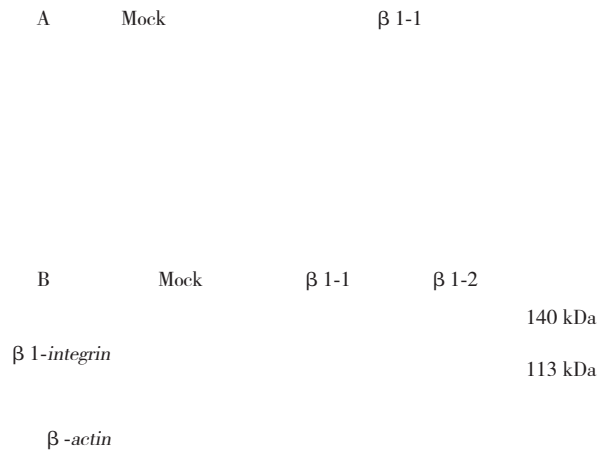 A Mock β 1-1
B Mock β 1-1 β 1-2
140 kDa
β 1-integrin
113 kDa
β -actin